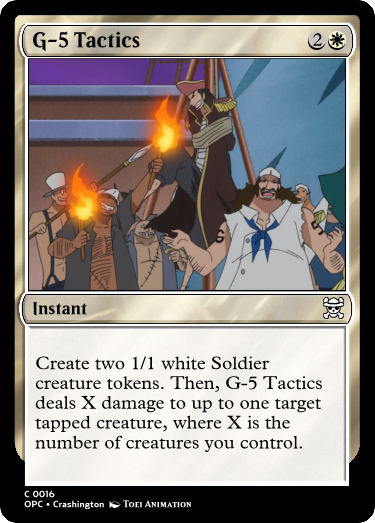 G-5 Tactics 2
Instant
Create two 1/1 white Soldier
creature tokens. Then, G-5 Tactics
deals X damage to up to one target
tapped creature, where X is the
number of creatures you control.
C 0016
OPC • Crashington TOEI ANIMATION